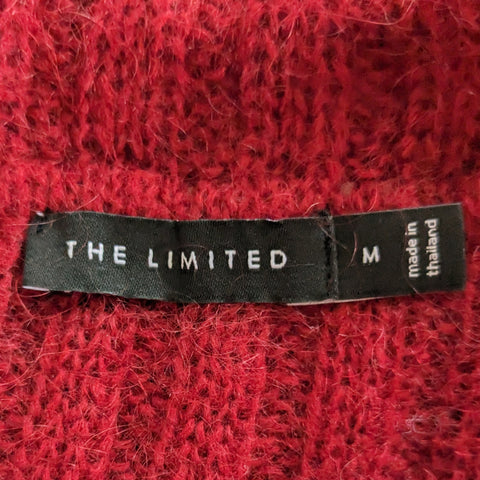 THE LIMITED
M
made in
thailand